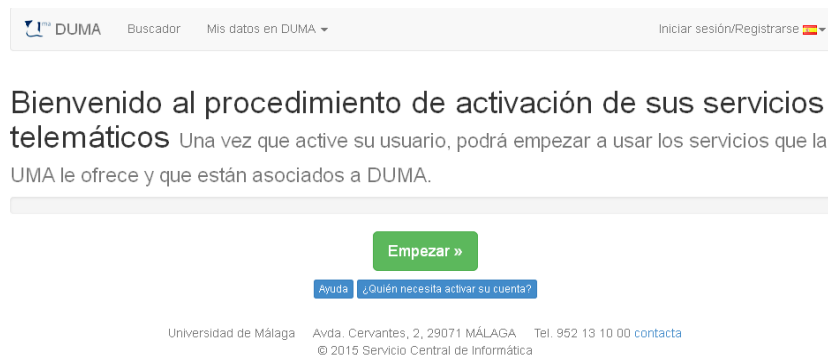 DUMA Buscador Mis datos en DUMA Iniciar sesión/Registrarse
Bienvenido al procedimiento de activación de sus servicios
telemáticos Una vez que active su usuario, podrá empezar a usar los servicios que la
UMA le ofrece y que están asociados a DUMA.
Empezar »
Ayuda ¿Quién necesita activar su cuenta?
Universidad de Málaga Avda. Cervantes, 2, 29071 MÁLAGA Tel. 952 13 10 00 contacta
© 2015 Servicio Central de Informática